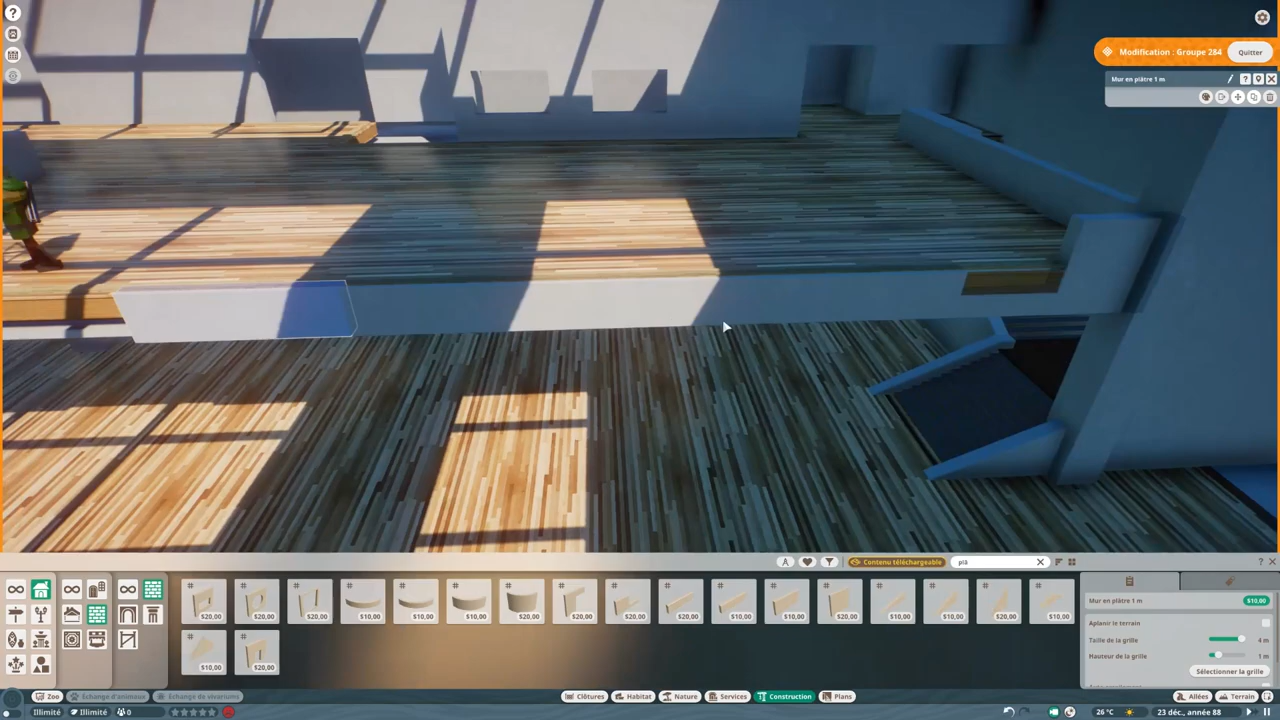 ?
Modification : Groupe 284
Quitter
Mur en plâtre 1 m
?
A
Contenu téléchargeable
plâ
?
$20,00
$20,00
$20,00
$10,00
$10,00
$10,00
$20,00
$20,00
$20,00
$20,00
$10,00
$10,00
$20,00
$10,00
$10,00
$20,00
$10,00
$10,00
$20,00
Mur en plâtre 1 m
$10,00
Aplanir le terrain
Taille de la grille
4 m
Hauteur de la grille
1 m
Sélectionner la grille
Zoo
Échange d'animaux
Échange de vivariums
Clôtures
Habitat
Nature
Services
Construction
Plans
Allées
Terrain
Illimité
Illimité
0
26 °C
23 déc., année 88